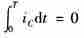 ∫₀ᵀ i_c dt = 0